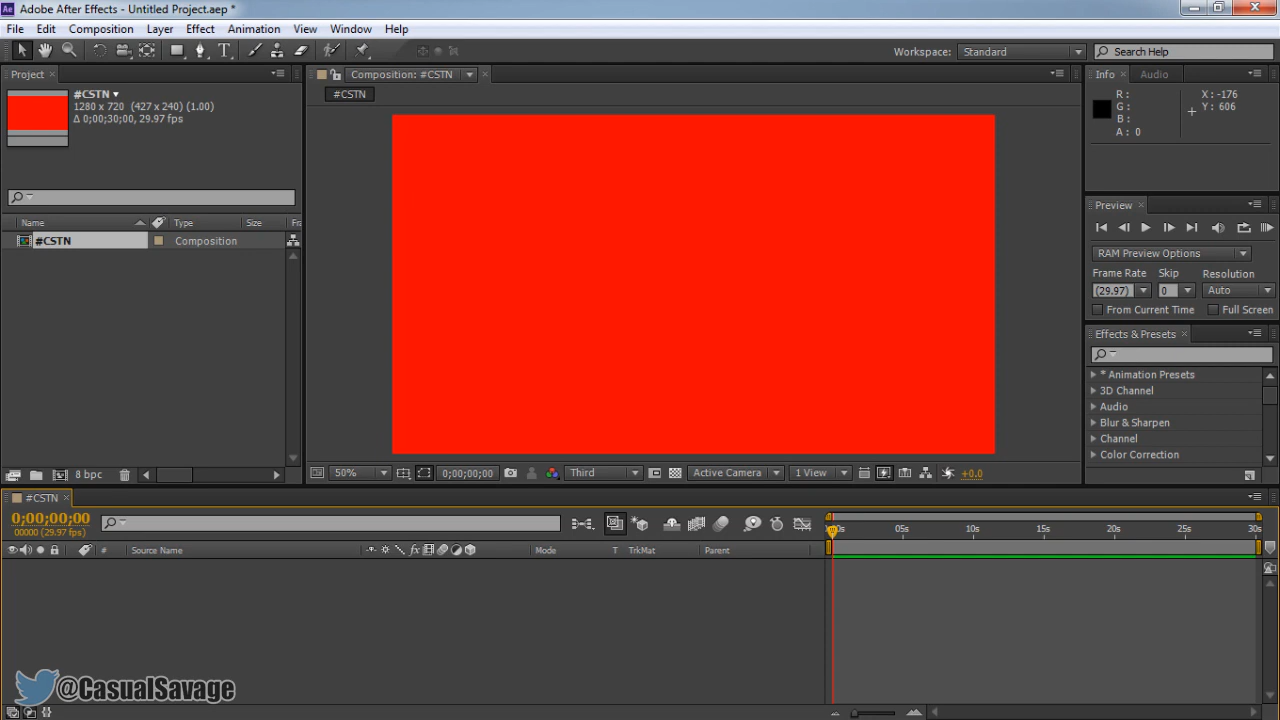 Adobe After Effects - Untitled Project.aep *
File Edit Composition Layer Effect Animation View Window Help
Workspace: Standard Search Help
Project
#CSTN
1280 x 720 (427 x 240) (1.00)
Δ 0;00;30;00, 29.97 fps
Name Type Size
#CSTN Composition
8 bpc
Composition: #CSTN
#CSTN
50% 0;00;00;00 Third Active Camera 1 View +0.0
Info Audio
R : X : -176
G : Y : 606
B :
A : 0
Preview
RAM Preview Options
Frame Rate Skip Resolution
(29.97) 0 Auto
From Current Time Full Screen
Effects & Presets
* Animation Presets
3D Channel
Audio
Blur & Sharpen
Channel
Color Correction
#CSTN
0;00;00;00
00000 (29.97 fps)
05s 10s 15s 20s 25s 30s
# Source Name Mode T TrkMat Parent
@CasualSavage